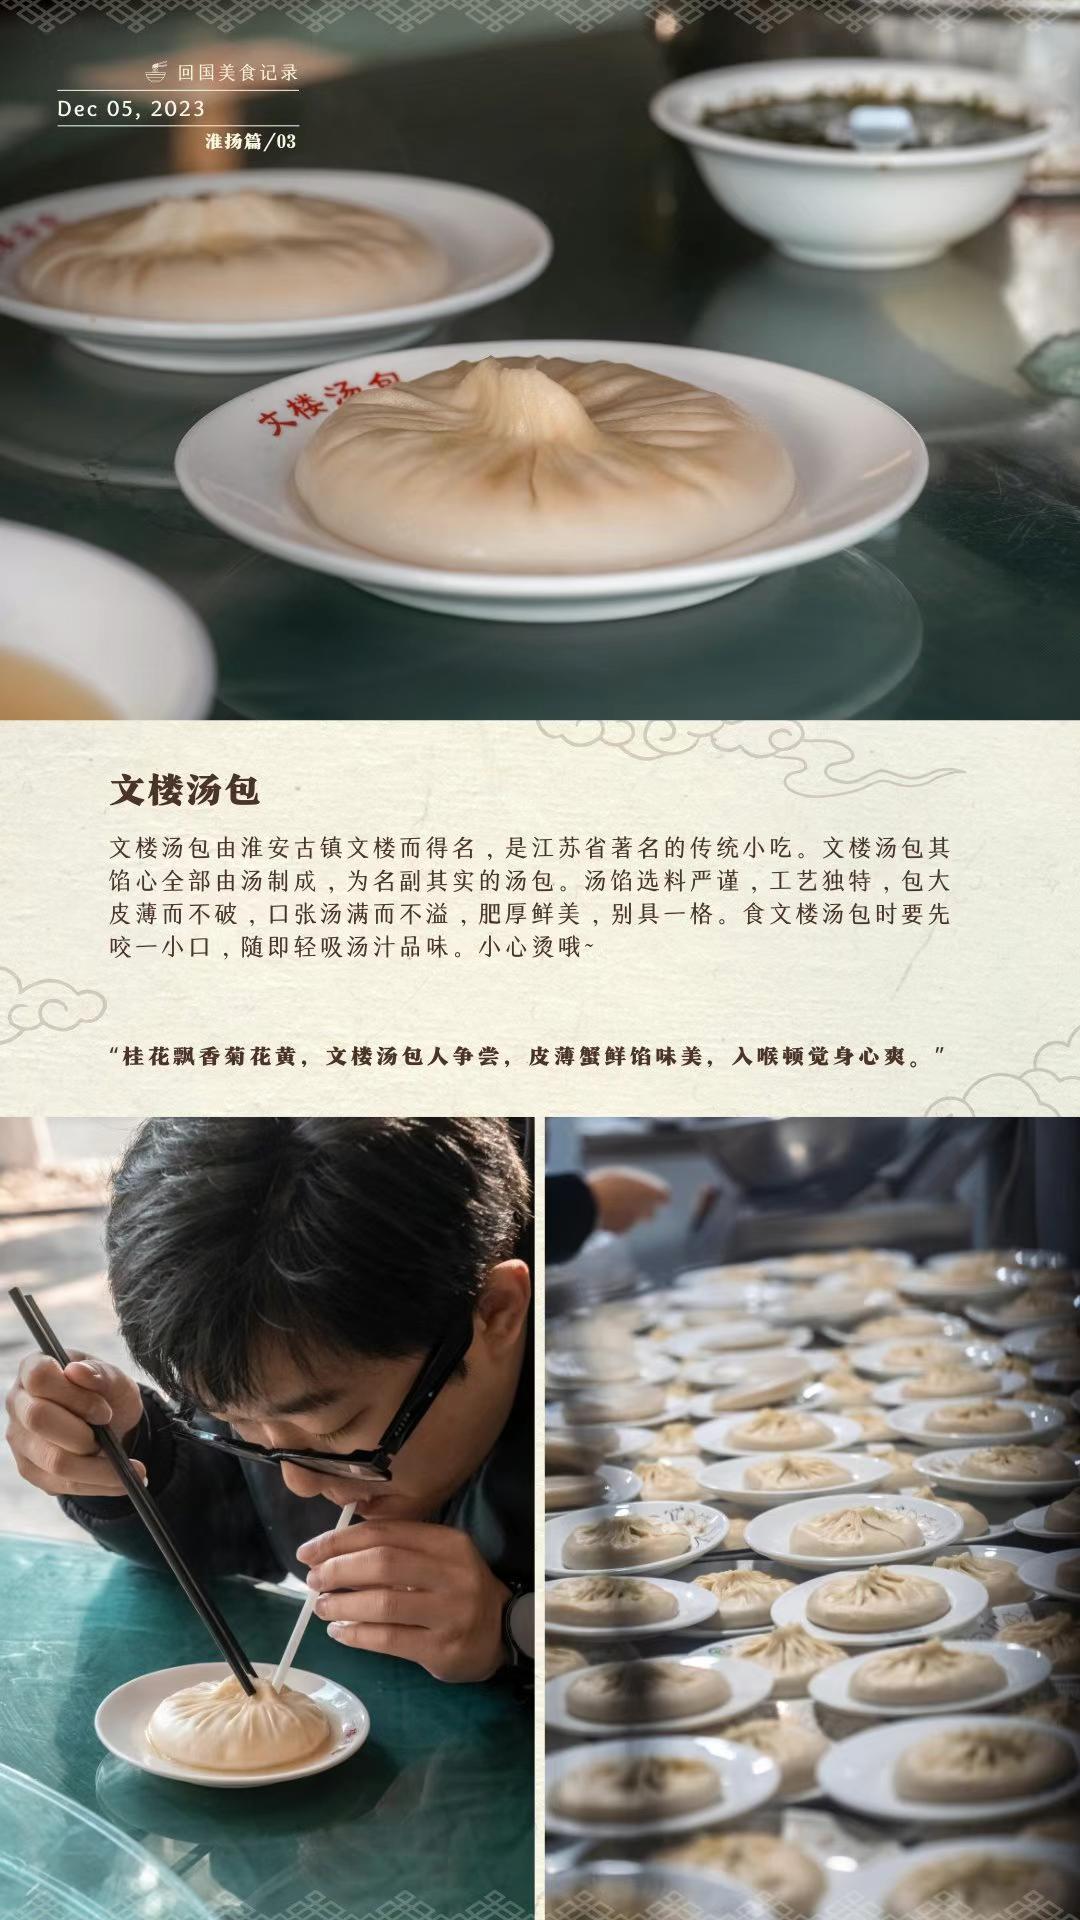 回国美食记录
Dec 05, 2023
淮扬篇/03
文楼汤包
文楼汤包
文楼汤包由淮安古镇文楼而得名，是江苏省著名的传统小吃。文楼汤包其
馅心全部由汤制成，为名副其实的汤包。汤馅选料严谨，工艺独特，包大
皮薄而不破，口张汤满而不溢，肥厚鲜美，别具一格。食文楼汤包时要先
咬一小口，随即轻吸汤汁品味。小心烫哦~
“桂花飘香菊花黄，文楼汤包人争尝，皮薄蟹鲜馅味美，入喉顿觉身心爽。”